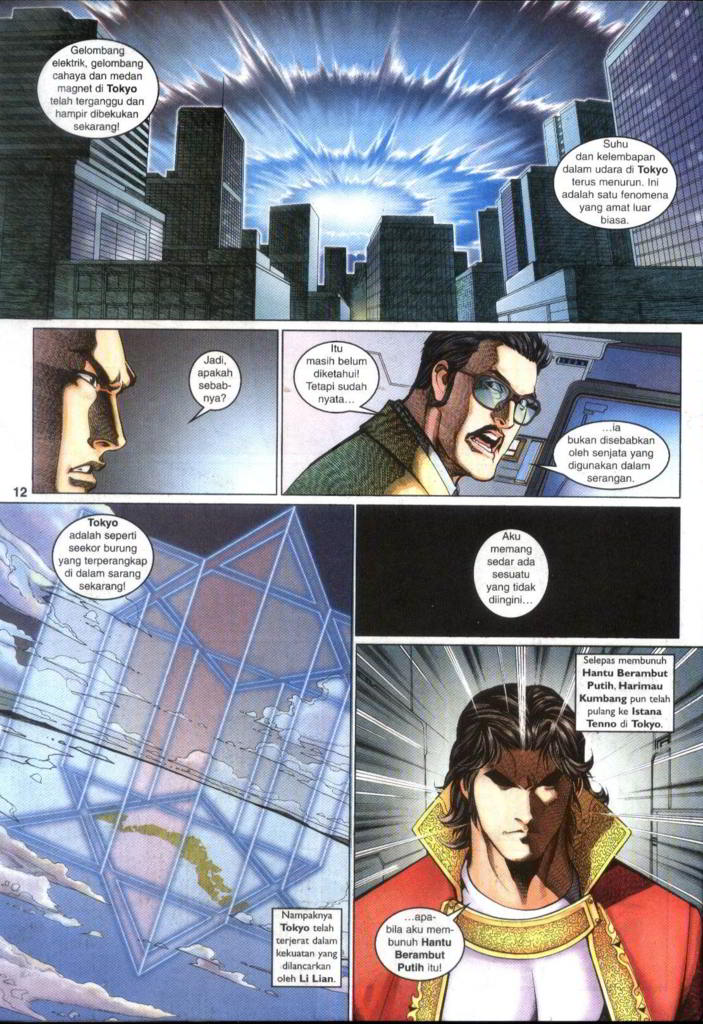 Gelombang
elektrik, gelombang
cahaya dan medan
magnet di Tokyo
telah terganggu dan
hampir dibekukan
sekarang!
Suhu
dan kelembapan
dalam udara di Tokyo
terus menurun. Ini
adalah satu fenomena
yang amat luar
biasa.
Jadi,
apakah
sebab-
nya?
Itu
masih belum
diketahui!
Tetapi sudah
nyata...
...ia
bukan disebabkan
oleh senjata yang
digunakan dalam
serangan.
12
Tokyo
adalah seperti
seekor burung
yang terperangkap
di dalam sarang
sekarang!
Nampaknya
Tokyo telah
terjerat dalam
kekuatan yang
dilancarkan
oleh Li Lian.
Aku
memang
sedar ada
sesuatu
yang tidak
diingini...
Selepas membunuh
Hantu Berambut
Putih, Harimau
Kumbang pun telah
pulang ke Istana
Tenno di Tokyo.
...apa-
bila aku mem-
bunuh Hantu
Berambut
Putih itu!